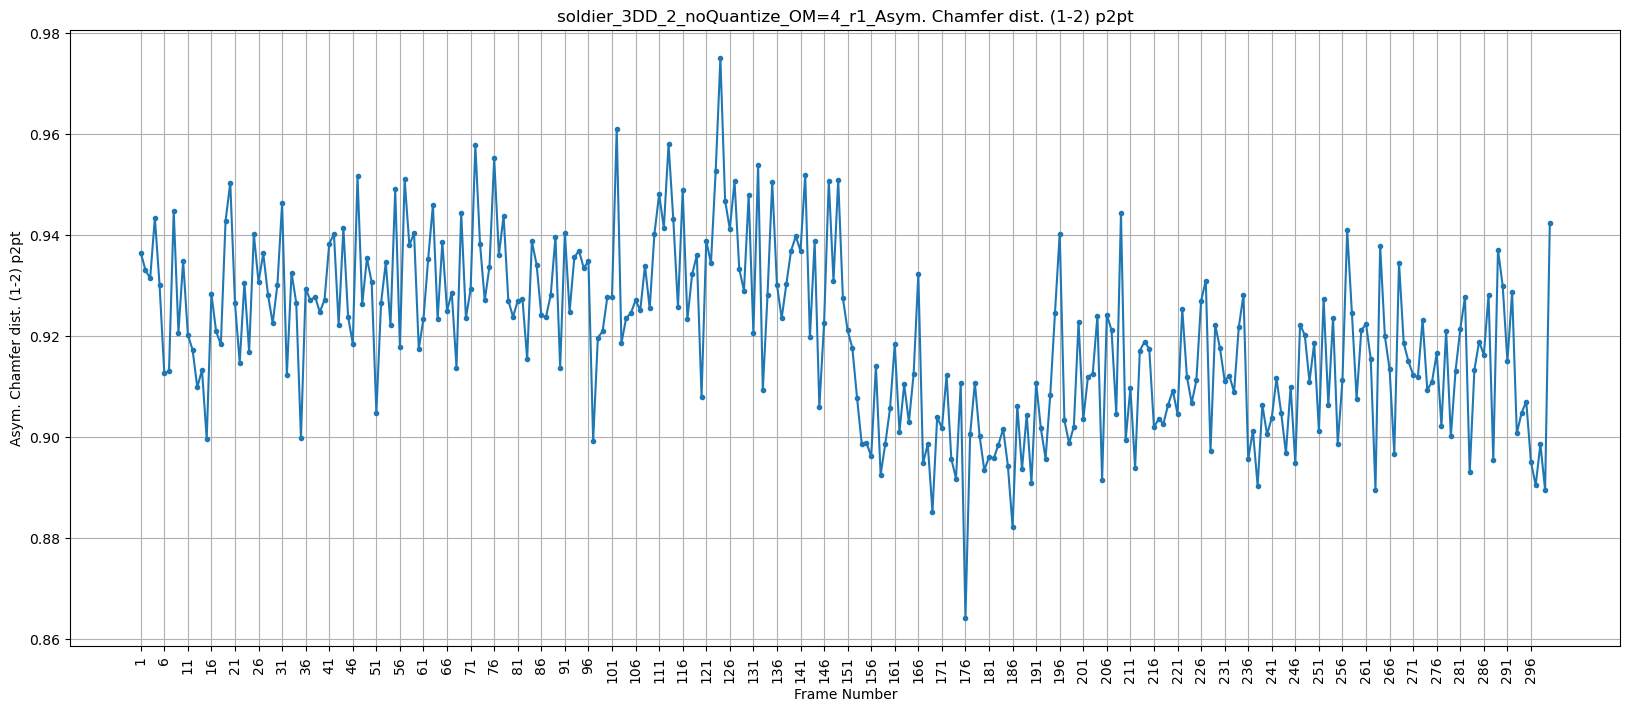 soldier_3DD_2_noQuantize_OM=4_r1_Asym. Chamfer dist. (1-2) p2pt
Asym. Chamfer dist. (1-2) p2pt
0.98
0.96
0.94
0.92
0.90
0.88
0.86
1 6 11 16 21 26 31 36 41 46 51 56 61 66 71 76 81 86 91 96 101 106 111 116 121 126 131 136 141 146 151 156 161 166 171 176 181 186 191 196 201 206 211 216 221 226 231 236 241 246 251 256 261 266 271 276 281 286 291 296
Frame Number